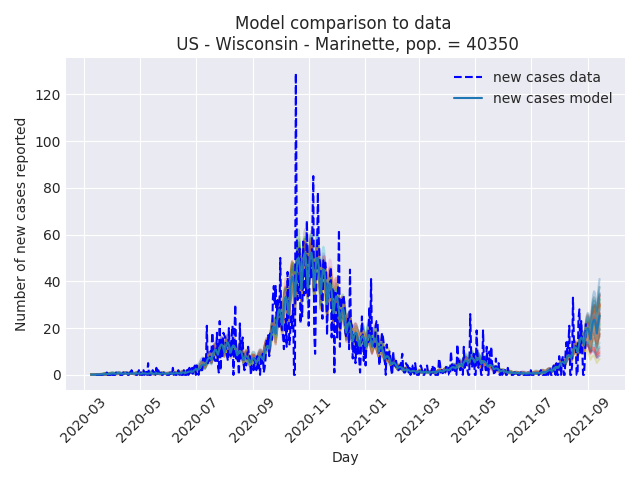 Model comparison to data
US - Wisconsin - Marinette, pop. = 40350
new cases data
new cases model
Number of new cases reported
120
100
80
60
40
20
0
2020-03
2020-05
2020-07
2020-09
2020-11
2021-01
2021-03
2021-05
2021-07
2021-09
Day